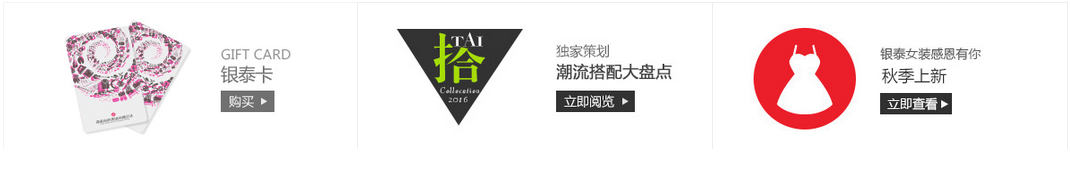 GIFT CARD
银泰卡
购买
TAI
拾
Collocation
2016
独家策划
潮流搭配大盘点
立即阅览
银泰女装感恩有你
秋季上新
立即查看